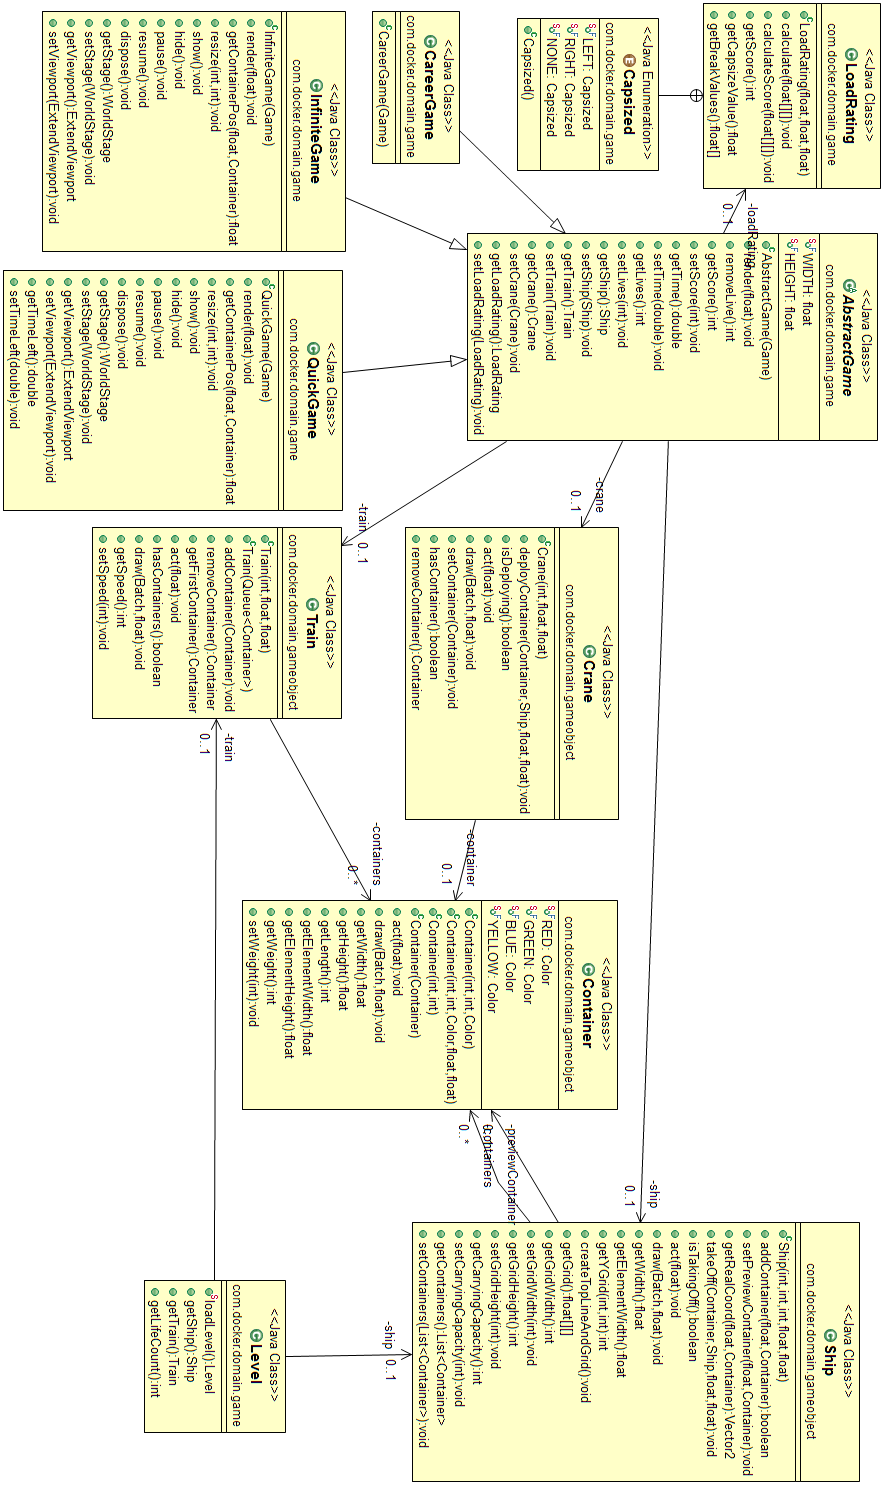 <<Java Class>>
LoadRating
com.docker.domain.game
LoadRating(float,float,float)
calculate(float[][]):void
calculateScore(float[][]):void
getScore():int
getCapsizeValue():float
getBreakValues():float[]
<<Java Enumeration>>
Capsized
com.docker.domain.game
LEFT: Capsized
RIGHT: Capsized
NONE: Capsized
Capsized()
<<Java Class>>
CareerGame
com.docker.domain.game
CareerGame(Game)
<<Java Class>>
InfiniteGame
com.docker.domain.game
InfiniteGame(Game)
render(float):void
getContainerPos(float,Container):float
resize(int,int):void
show():void
hide():void
pause():void
resume():void
dispose():void
getStage():WorldStage
setStage(WorldStage):void
getViewport():ExtendViewport
setViewport(ExtendViewport):void
-loadRating
0..1
<<Java Class>>
AbstractGame
com.docker.domain.game
WIDTH: float
HEIGHT: float
AbstractGame(Game)
render(float):void
removeLive():int
getScore():int
setScore(int):void
getTime():double
setTime(double):void
getLives():int
setLives(int):void
getShip():Ship
setShip(Ship):void
getTrain():Train
setTrain(Train):void
getCrane():Crane
setCrane(Crane):void
getLoadRating():LoadRating
setLoadRating(LoadRating):void
<<Java Class>>
QuickGame
com.docker.domain.game
QuickGame(Game)
render(float):void
getContainerPos(float,Container):float
resize(int,int):void
show():void
hide():void
pause():void
resume():void
dispose():void
getStage():WorldStage
setStage(WorldStage):void
getViewport():ExtendViewport
setViewport(ExtendViewport):void
getTimeLeft():double
setTimeLeft(double):void
-crane
0..1
-train
0..1
<<Java Class>>
Crane
com.docker.domain.gameobject
Crane(int,float,float)
deployContainer(Container,Ship,float,float):void
isDeploying():boolean
act(float):void
draw(Batch,float):void
setContainer(Container):void
hasContainer():boolean
removeContainer():Container
<<Java Class>>
Train
com.docker.domain.gameobject
Train(int,float,float)
Train(Queue<Container>)
addContainer(Container):void
removeContainer():Container
getFirstContainer():Container
act(float):void
hasContainers():boolean
draw(Batch,float):void
getSpeed():int
setSpeed(int):void
-train
0..1
-container
0..1
-containers
0..*
<<Java Class>>
Container
com.docker.domain.gameobject
RED: Color
GREEN: Color
BLUE: Color
YELLOW: Color
Container(int,int,Color)
Container(int,int,Color,float,float)
Container(int,int)
Container(Container)
act(float):void
draw(Batch,float):void
getWidth():float
getHeight():float
getLength():int
getElementWidth():float
getElementHeight():float
getWeight():int
setWeight(int):void
-previewContainer
-containers
0..*
-ship
0..1
<<Java Class>>
Ship
com.docker.domain.gameobject
Ship(int,int,int,float,float)
addContainer(float,Container):boolean
setPreviewContainer(float,Container):void
getRealCoord(float,Container):Vector2
takeOff(Container,Ship,float,float):void
isTakingOff():boolean
act(float):void
draw(Batch,float):void
getWidth():float
getElementWidth():float
getYGrid(int,int):int
createTopLineAndGrid():void
getGrid():float[][]
getGridWidth():int
setGridWidth(int):void
getGridHeight():int
setGridHeight(int):void
getCarryingCapacity():int
setCarryingCapacity(int):void
getContainers():List<Container>
setContainers(List<Container>):void
-ship
0..1
<<Java Class>>
Level
com.docker.domain.game
loadLevel():Level
getShip():Ship
getTrain():Train
getLifeCount():int